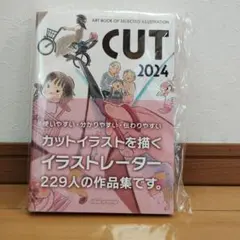 ART BOOK OF SELECTED ILLUSTRATION
CUT
2024
使いやすい・分かりやすい・伝わりやすい
カットイラストを描く
イラストレーター
229人の作品集です。